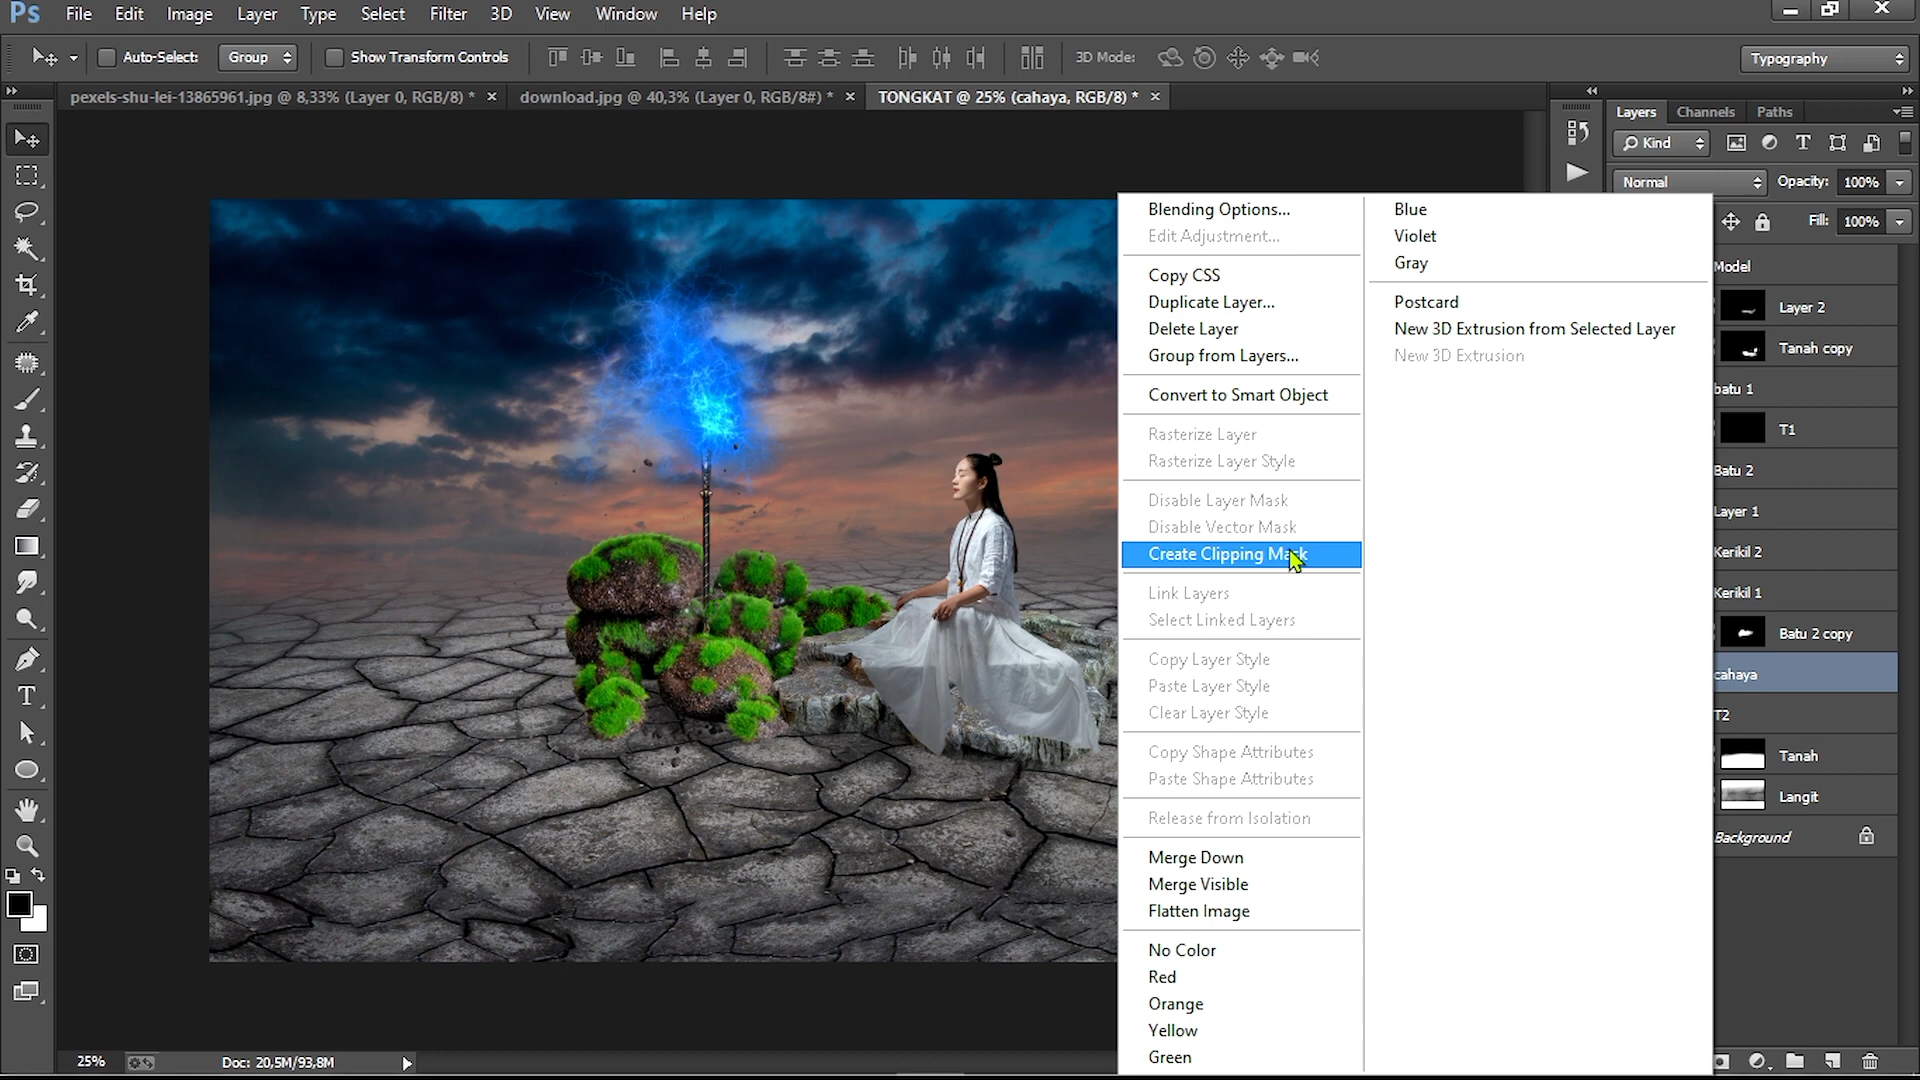 Ps File Edit Image Layer Type Select Filter 3D View Window Help
Auto-Select: Group Show Transform Controls 3D Mode: Typography
pexels-shu-lei-13865961.jpg @ 8,33% (Layer 0, RGB/8) * × download.jpg @ 40,3% (Layer 0, RGB/8#) * × TONGKAT @ 25% (cahaya, RGB/8) * ×
Layers Channels Paths
Kind
Normal Opacity: 100%
Fill: 100%
Blending Options...
Edit Adjustment...
Copy CSS
Duplicate Layer...
Delete Layer
Group from Layers...
Convert to Smart Object
Rasterize Layer
Rasterize Layer Style
Disable Layer Mask
Disable Vector Mask
Create Clipping Mask
Link Layers
Select Linked Layers
Copy Layer Style
Paste Layer Style
Clear Layer Style
Copy Shape Attributes
Paste Shape Attributes
Release from Isolation
Merge Down
Merge Visible
Flatten Image
No Color
Red
Orange
Yellow
Green
Blue
Violet
Gray
Postcard
New 3D Extrusion from Selected Layer
New 3D Extrusion
Model
Layer 2
Tanah copy
batu 1
T1
Batu 2
Layer 1
Kerikil 2
Kerikil 1
Batu 2 copy
cahaya
T2
Tanah
Langit
Background
25% Doc: 20,5M/93,8M